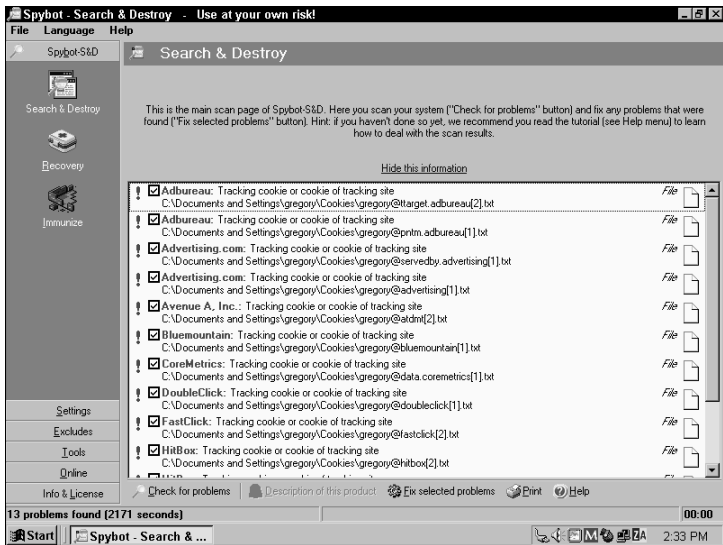 Spybot - Search & Destroy - Use at your own risk!
File Language Help
Spybot-S&D
Search & Destroy
Search & Destroy
Recovery
Immunize
This is the main scan page of Spybot-S&D. Here you scan your system ("Check for problems" button) and fix any problems that were
found ("Fix selected problems" button). Hint: if you haven't done so yet, we recommend you read the tutorial (see Help menu) to learn
how to deal with the scan results.
Hide this information
Adbureau: Tracking cookie or cookie of tracking site File
C:\Documents and Settings\gregory\Cookies\gregory@ttarget.adbureau[2].txt
Adbureau: Tracking cookie or cookie of tracking site File
C:\Documents and Settings\gregory\Cookies\gregory@pntm.adbureau[1].txt
Advertising.com: Tracking cookie or cookie of tracking site File
C:\Documents and Settings\gregory\Cookies\gregory@servedby.advertising[1].txt
Advertising.com: Tracking cookie or cookie of tracking site File
C:\Documents and Settings\gregory\Cookies\gregory@advertising[1].txt
Avenue A, Inc.: Tracking cookie or cookie of tracking site File
C:\Documents and Settings\gregory\Cookies\gregory@atdmt[2].txt
Bluemountain: Tracking cookie or cookie of tracking site File
C:\Documents and Settings\gregory\Cookies\gregory@bluemountain[1].txt
CoreMetrics: Tracking cookie or cookie of tracking site File
C:\Documents and Settings\gregory\Cookies\gregory@data.coremetrics[1].txt
DoubleClick: Tracking cookie or cookie of tracking site File
C:\Documents and Settings\gregory\Cookies\gregory@doubleclick[1].txt
FastClick: Tracking cookie or cookie of tracking site File
C:\Documents and Settings\gregory\Cookies\gregory@fastclick[2].txt
HitBox: Tracking cookie or cookie of tracking site File
C:\Documents and Settings\gregory\Cookies\gregory@hitbox[2].txt
Settings
Excludes
Tools
Online
Info & License
Check for problems Description of this product Fix selected problems Print Help
13 problems found (2171 seconds) 00:00
Start Spybot - Search & ... 2:33 PM